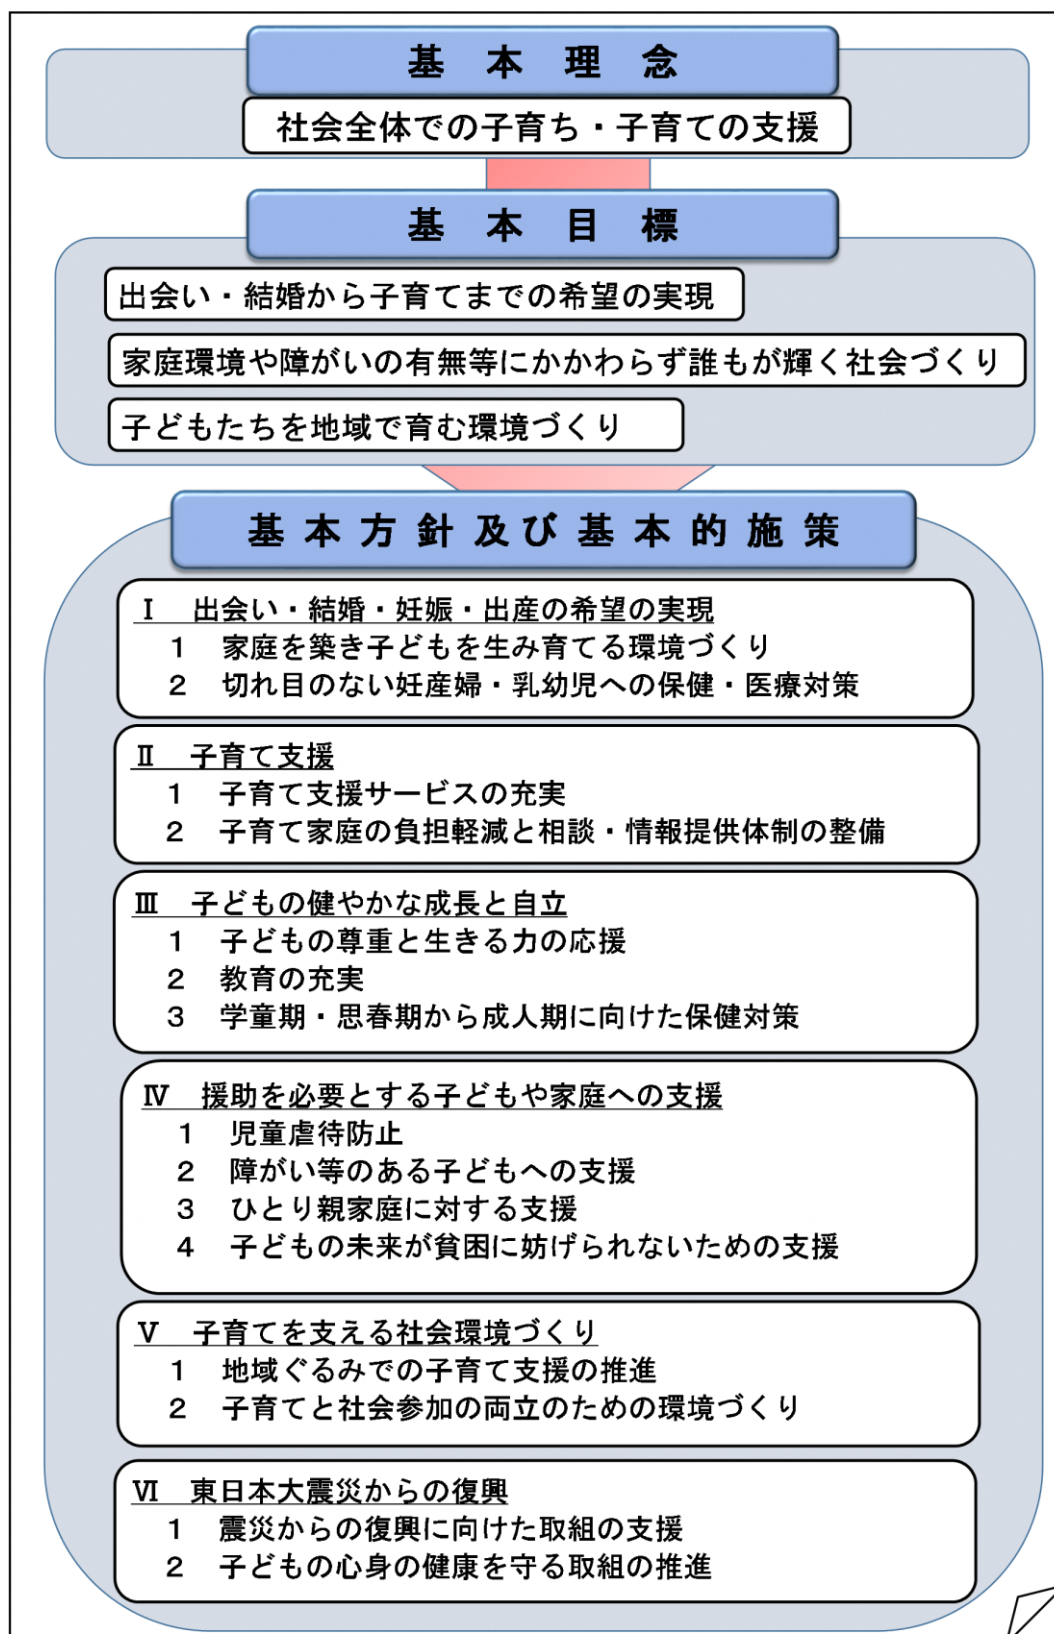 基本理念
社会全体での子育ち・子育ての支援
基本目標
出会い・結婚から子育てまでの希望の実現
家庭環境や障がいの有無等にかかわらず誰もが輝く社会づくり
子どもたちを地域で育む環境づくり
基本方針及び基本的施策
Ⅰ 出会い・結婚・妊娠・出産の希望の実現
1 家庭を築き子どもを生み育てる環境づくり
2 切れ目のない妊産婦・乳幼児への保健・医療対策
Ⅱ 子育て支援
1 子育て支援サービスの充実
2 子育て家庭の負担軽減と相談・情報提供体制の整備
Ⅲ 子どもの健やかな成長と自立
1 子どもの尊重と生きる力の応援
2 教育の充実
3 学童期・思春期から成人期に向けた保健対策
Ⅳ 援助を必要とする子どもや家庭への支援
1 児童虐待防止
2 障がい等のある子どもへの支援
3 ひとり親家庭に対する支援
4 子どもの未来が貧困に妨げられないための支援
Ⅴ 子育てを支える社会環境づくり
1 地域ぐるみでの子育て支援の推進
2 子育てと社会参加の両立のための環境づくり
Ⅵ 東日本大震災からの復興
1 震災からの復興に向けた取組の支援
2 子どもの心身の健康を守る取組の推進